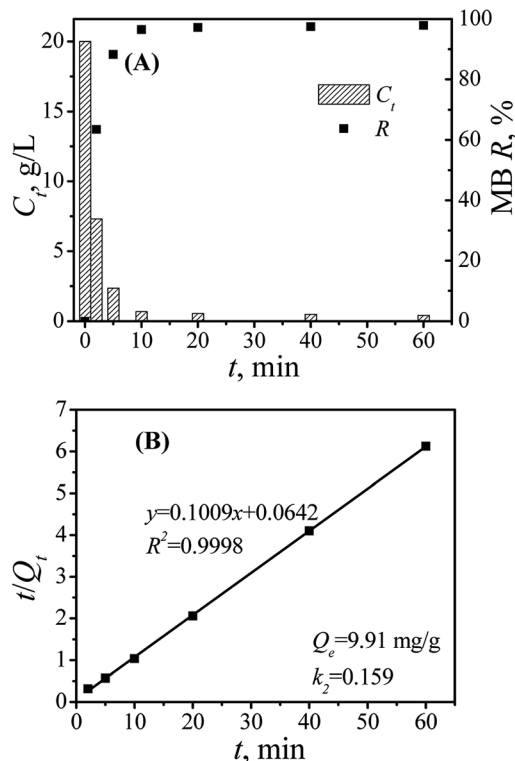 (A)
C_t
R
C_t, g/L
MB R, %
20
15
10
5
0
100
80
60
40
20
0
0 10 20 30 40 50 60
t, min
(B)
y=0.1009x+0.0642
R²=0.9998
Q_e=9.91 mg/g
k_2=0.159
t/Q_t
7
6
5
4
3
2
1
0
0 10 20 30 40 50 60
t, min